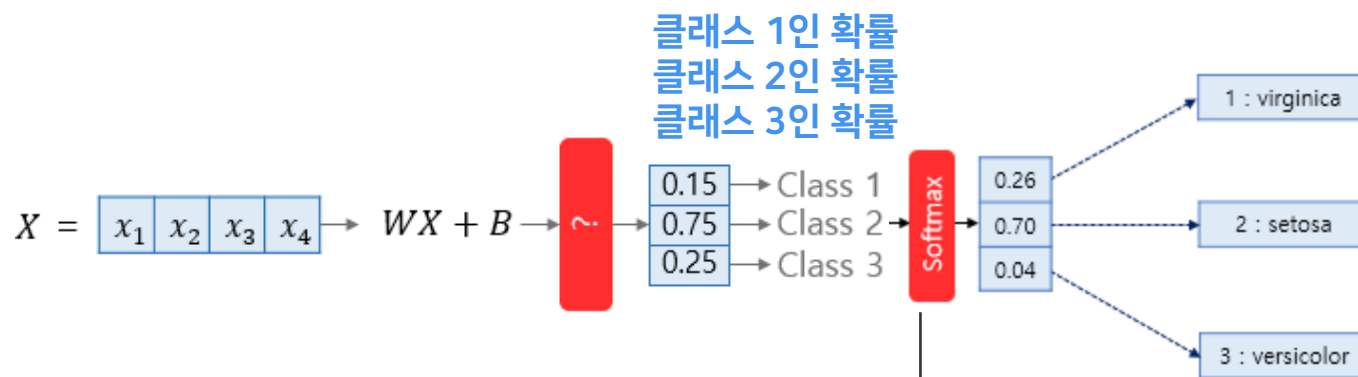 클래스 1인 확률
클래스 2인 확률
클래스 3인 확률
X = x₁ x₂ x₃ x₄ WX + B ?
0.15 Class 1
0.75 Class 2
0.25 Class 3
Softmax
0.26
0.70
0.04
1 : virginica
2 : setosa
3 : versicolor